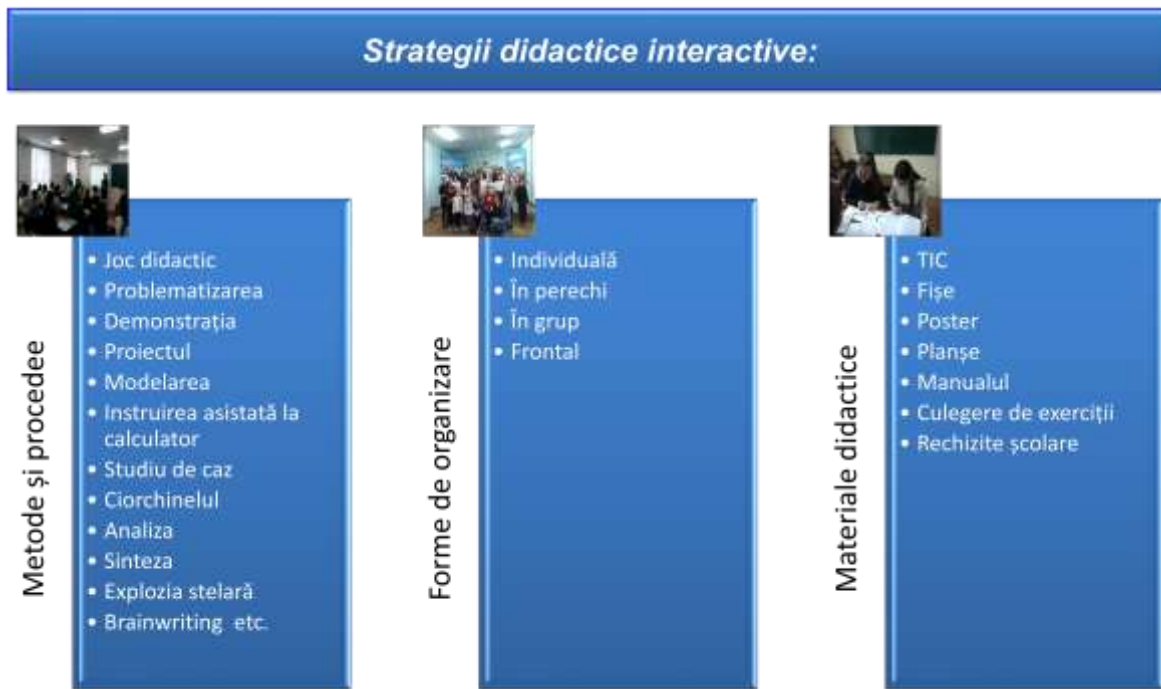 Strategii didactice interactive:
Metode și procedee
• Joc didactic
• Problematizarea
• Demonstrația
• Proiectul
• Modelarea
• Instruirea asistată la
calculator
• Studiu de caz
• Ciorchinelul
• Analiza
• Sinteza
• Explozia stelară
• Brainwriting etc.
Forme de organizare
• Individuală
• În perechi
• În grup
• Frontal
Materiale didactice
• TIC
• Fișe
• Poster
• Planșe
• Manualul
• Culegere de exerciții
• Rechizite școlare